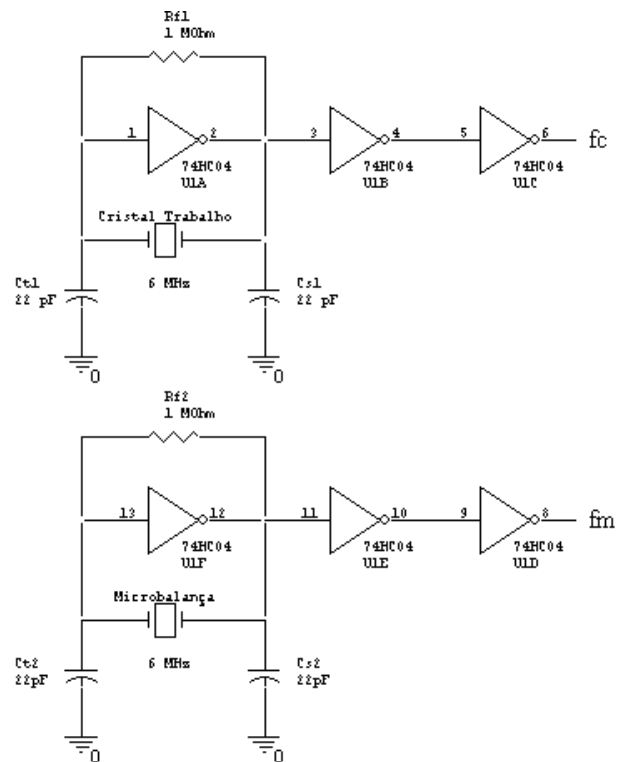 Rf1
1 MOhm
1
2
3
4
5
6
fc
74HC04
U1A
74HC04
U1B
74HC04
U1C
Cristal Trabalho
Ct1
22 pF
6 MHz
Cs1
22 pF
0
0
Rf2
1 MOhm
13
12
11
10
9
8
fm
74HC04
U1F
74HC04
U1E
74HC04
U1D
Microbalança
Ct2
22pF
6 MHz
Cs2
22pF
0
0